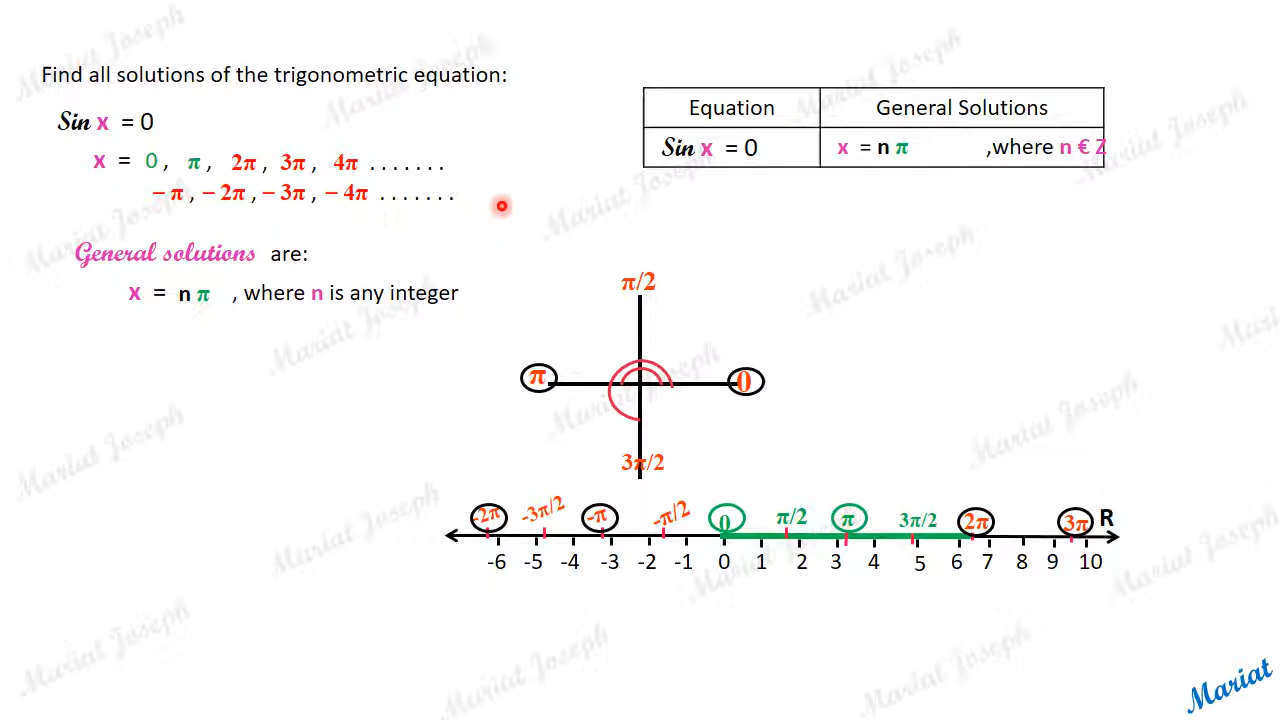 Find all solutions of the trigonometric equation:
Sin x = 0
x = 0 , π , 2π , 3π , 4π .......
– π , – 2π , – 3π , – 4π .......
General solutions are:
x = n π , where n is any integer
Equation General Solutions
Sin x = 0 x = n π ,where n € Z
π/2
π 0
3π/2
-2π -3π/2 -π -π/2 0 π/2 π 3π/2 2π 3π R
-6 -5 -4 -3 -2 -1 0 1 2 3 4 5 6 7 8 9 10
Mariat
Mariat Joseph